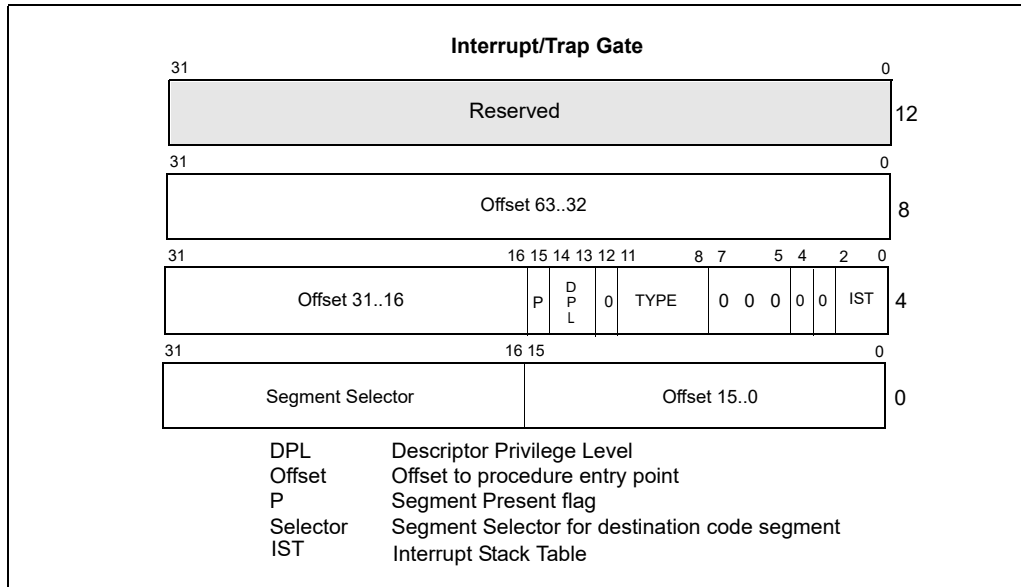 Interrupt/Trap Gate
31 0
Reserved 12
31 0
Offset 63..32 8
31 16 15 14 13 12 11 8 7 5 4 2 0
Offset 31..16 P DPL 0 TYPE 0 0 0 0 0 IST 4
31 16 15 0
Segment Selector Offset 15..0 0
DPL Descriptor Privilege Level
Offset Offset to procedure entry point
P Segment Present flag
Selector Segment Selector for destination code segment
IST Interrupt Stack Table